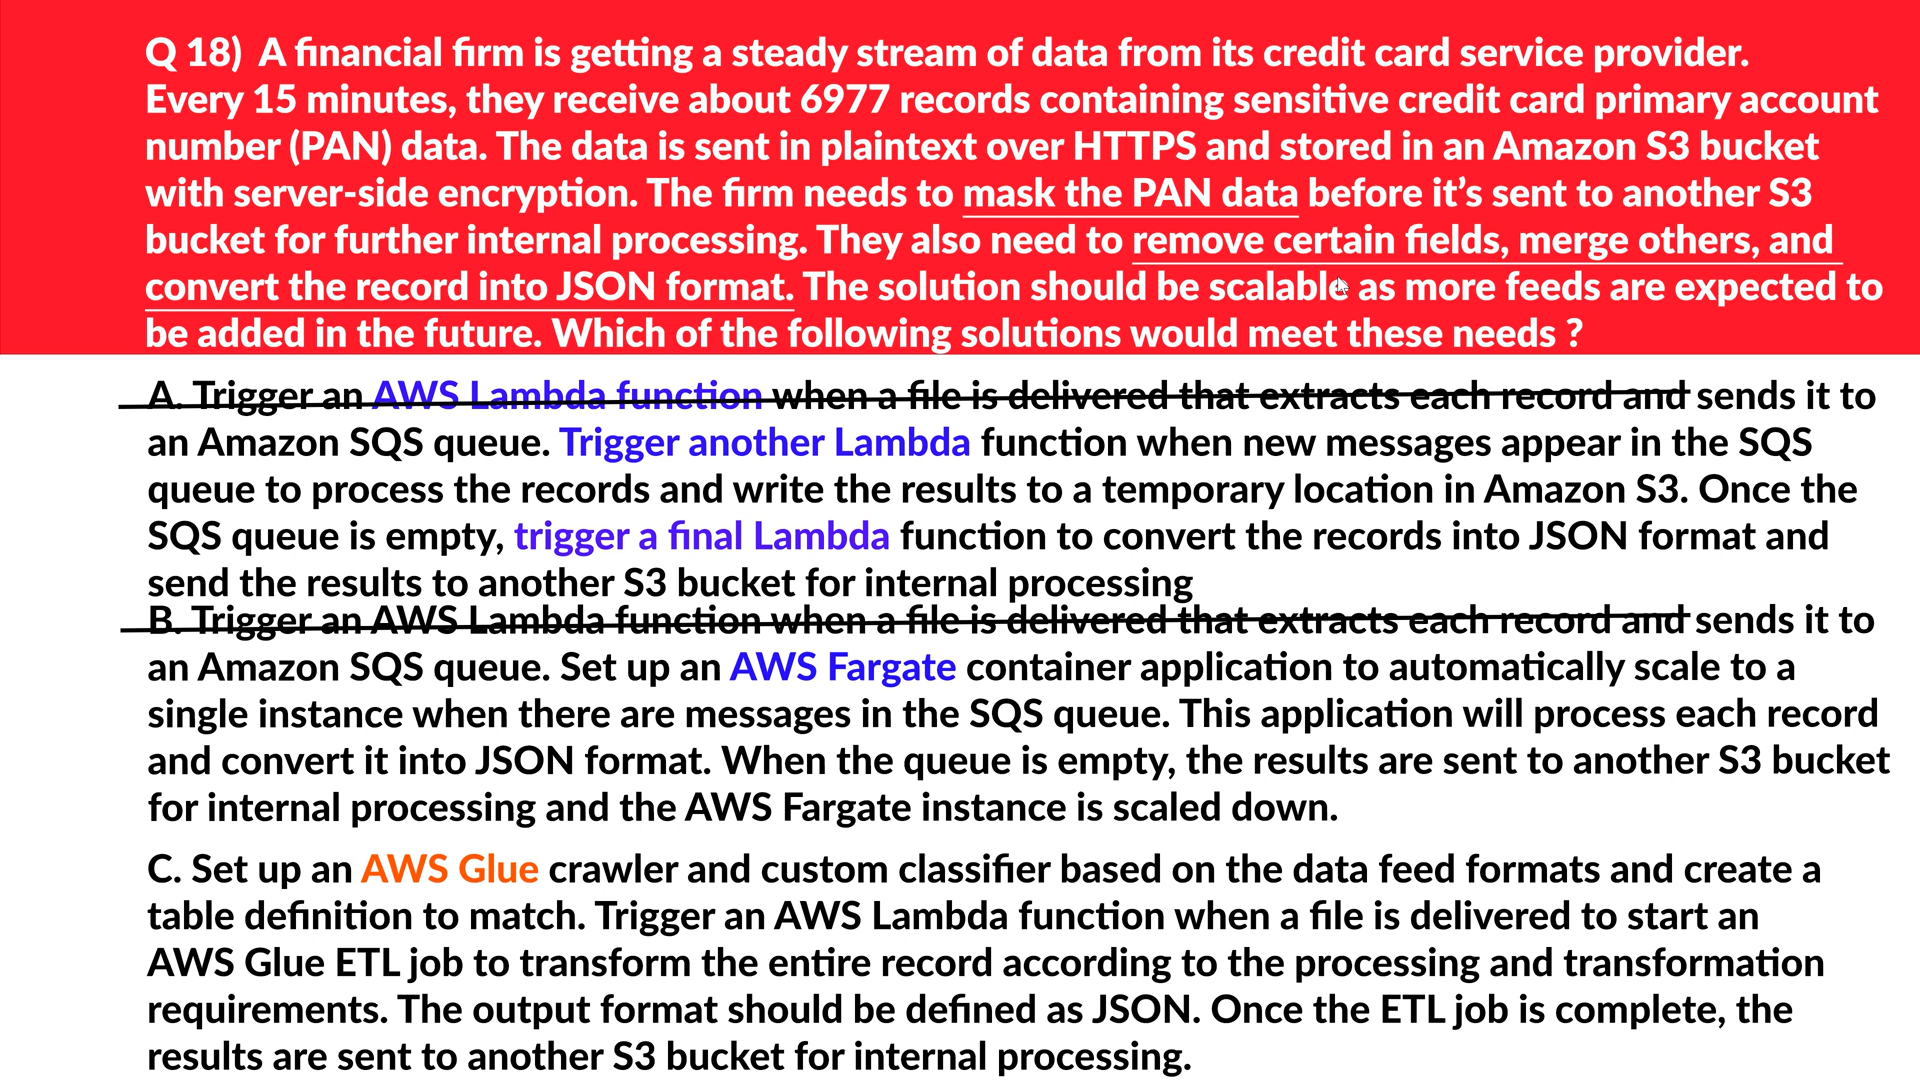 Q 18) A financial firm is getting a steady stream of data from its credit card service provider.
Every 15 minutes, they receive about 6977 records containing sensitive credit card primary account
number (PAN) data. The data is sent in plaintext over HTTPS and stored in an Amazon S3 bucket
with server-side encryption. The firm needs to mask the PAN data before it’s sent to another S3
bucket for further internal processing. They also need to remove certain fields, merge others, and
convert the record into JSON format. The solution should be scalable as more feeds are expected to
be added in the future. Which of the following solutions would meet these needs ?
A. Trigger an AWS Lambda function when a file is delivered that extracts each record and sends it to
an Amazon SQS queue. Trigger another Lambda function when new messages appear in the SQS
queue to process the records and write the results to a temporary location in Amazon S3. Once the
SQS queue is empty, trigger a final Lambda function to convert the records into JSON format and
send the results to another S3 bucket for internal processing
B. Trigger an AWS Lambda function when a file is delivered that extracts each record and sends it to
an Amazon SQS queue. Set up an AWS Fargate container application to automatically scale to a
single instance when there are messages in the SQS queue. This application will process each record
and convert it into JSON format. When the queue is empty, the results are sent to another S3 bucket
for internal processing and the AWS Fargate instance is scaled down.
C. Set up an AWS Glue crawler and custom classifier based on the data feed formats and create a
table definition to match. Trigger an AWS Lambda function when a file is delivered to start an
AWS Glue ETL job to transform the entire record according to the processing and transformation
requirements. The output format should be defined as JSON. Once the ETL job is complete, the
results are sent to another S3 bucket for internal processing.